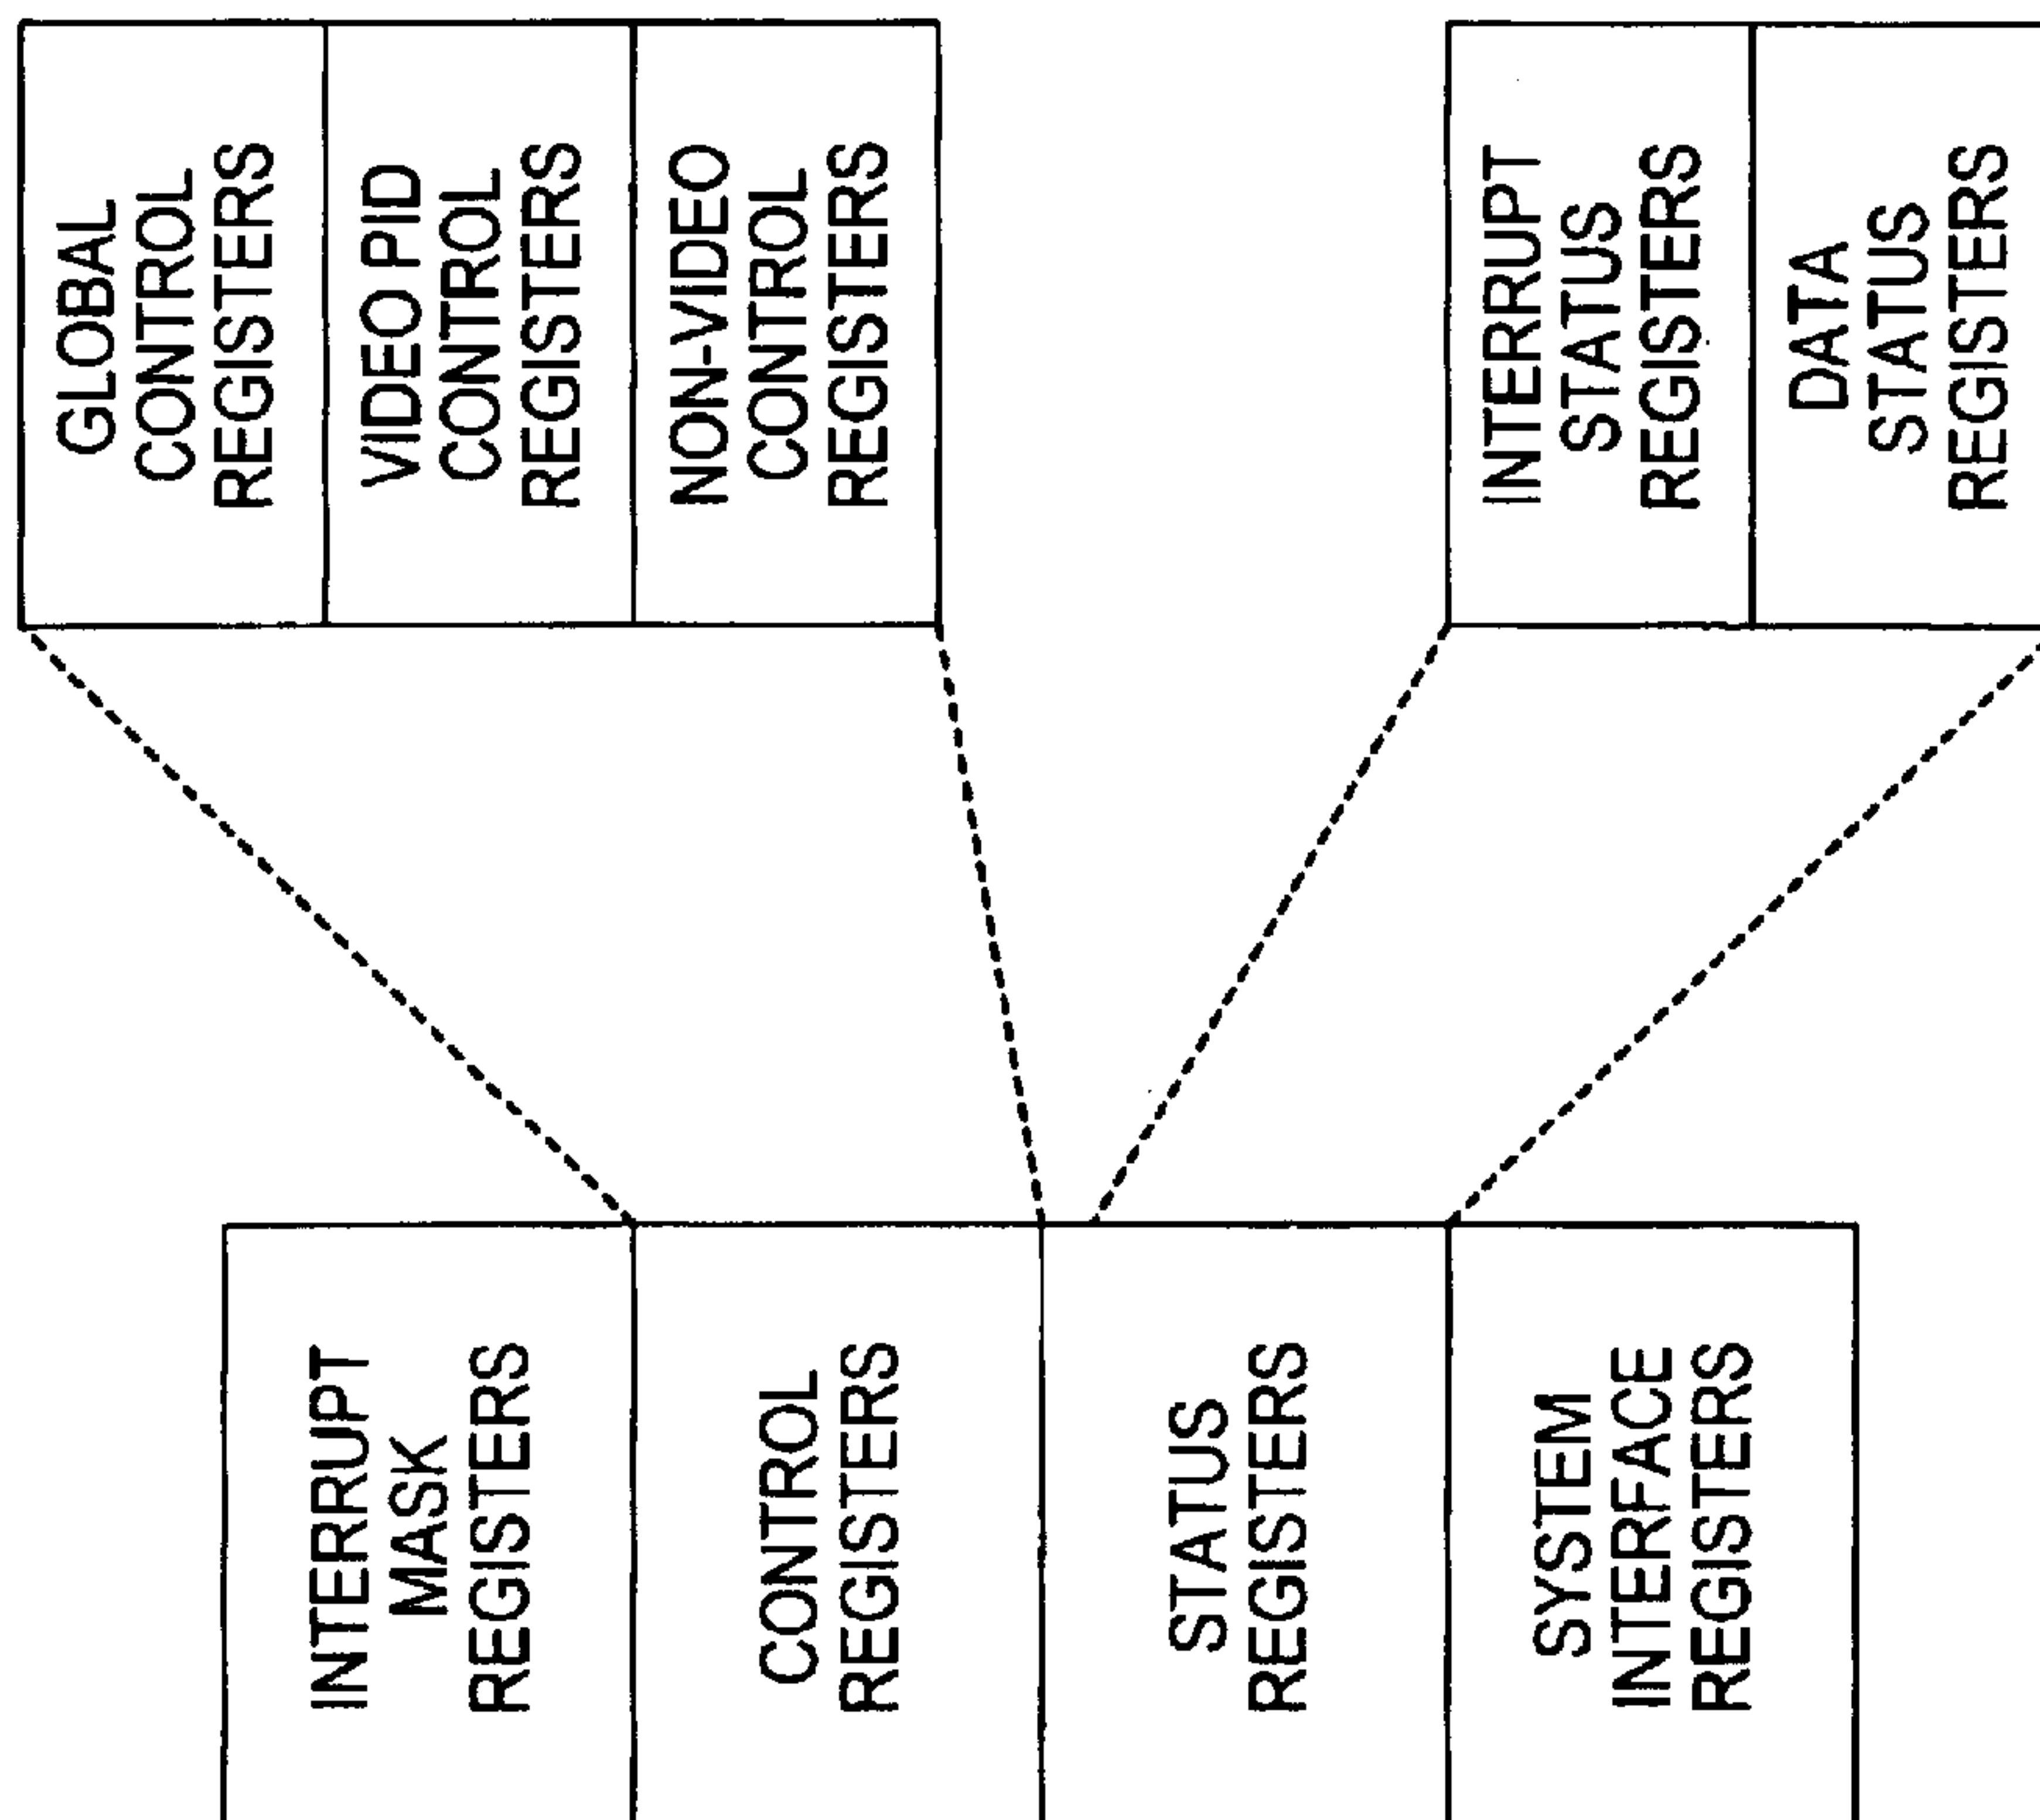 INTERRUPT
MASK
REGISTERS
CONTROL
REGISTERS
STATUS
REGISTERS
SYSTEM
INTERFACE
REGISTERS
GLOBAL
CONTROL
REGISTERS
VIDEO PID
CONTROL
REGISTERS
NON-VIDEO
CONTROL
REGISTERS
INTERRUPT
STATUS
REGISTERS
DATA
STATUS
REGISTERS